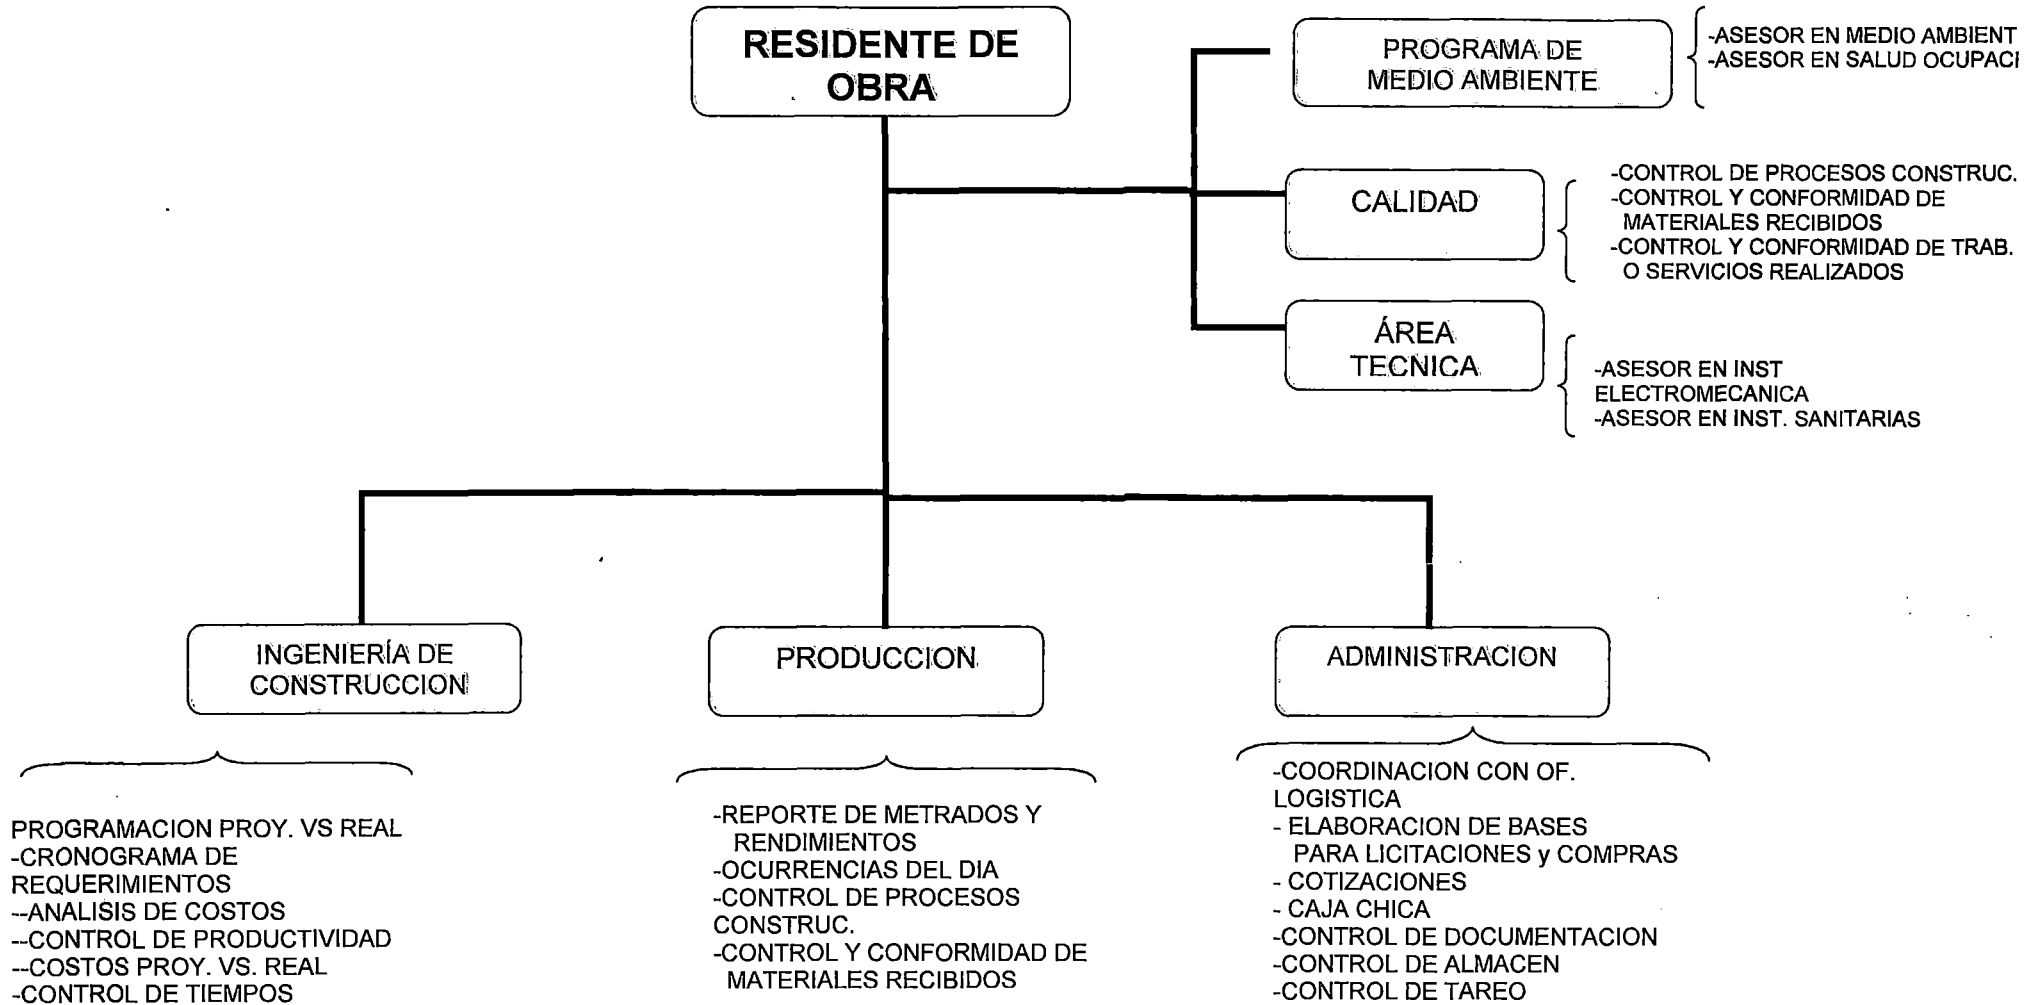 RESIDENTE DE
OBRA
PROGRAMA DE
MEDIO AMBIENTE
-ASESOR EN MEDIO AMBIENT
-ASESOR EN SALUD OCUPACI
CALIDAD
-CONTROL DE PROCESOS CONSTRUC.
-CONTROL Y CONFORMIDAD DE
MATERIALES RECIBIDOS
-CONTROL Y CONFORMIDAD DE TRAB.
O SERVICIOS REALIZADOS
ÁREA
TECNICA
-ASESOR EN INST
ELECTROMECANICA
-ASESOR EN INST. SANITARIAS
INGENIERÍA DE
CONSTRUCCION
PROGRAMACION PROY. VS REAL
-CRONOGRAMA DE
REQUERIMIENTOS
--ANALISIS DE COSTOS
--CONTROL DE PRODUCTIVIDAD
--COSTOS PROY. VS. REAL
-CONTROL DE TIEMPOS
PRODUCCION
-REPORTE DE METRADOS Y
RENDIMIENTOS
-OCURRENCIAS DEL DIA
-CONTROL DE PROCESOS
CONSTRUC.
-CONTROL Y CONFORMIDAD DE
MATERIALES RECIBIDOS
ADMINISTRACION
-COORDINACION CON OF.
LOGISTICA
- ELABORACION DE BASES
PARA LICITACIONES y COMPRAS
- COTIZACIONES
- CAJA CHICA
-CONTROL DE DOCUMENTACION
-CONTROL DE ALMACEN
-CONTROL DE TAREO